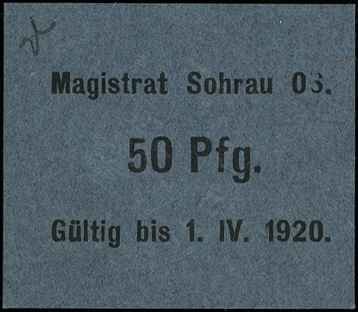 Magistrat Sohrau OS.
50 Pfg.
Gültig bis 1. IV. 1920.